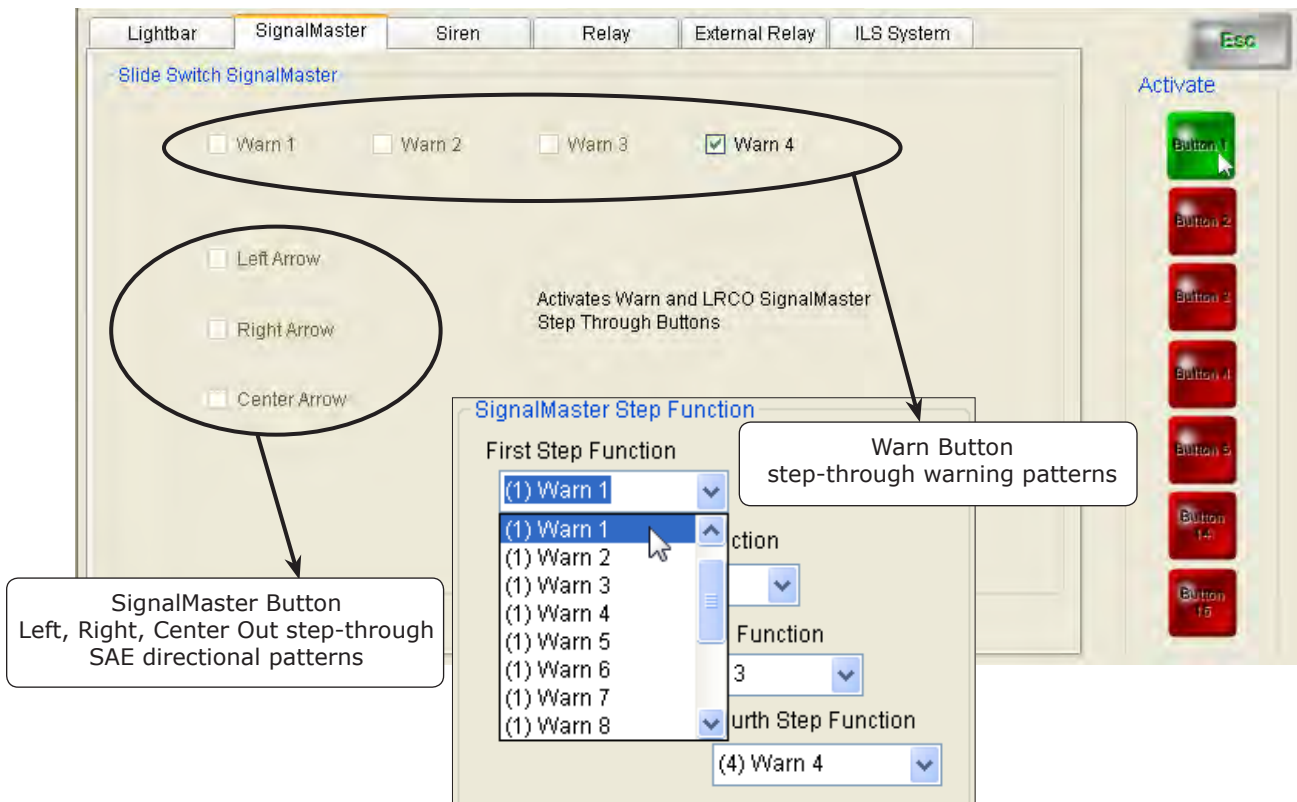 Lightbar SignalMaster Siren Relay External Relay ILS System
Esc
Slide Switch SignalMaster
Activate
Warn 1 Warn 2 Warn 3 Warn 4
Button 1
Button 2
Left Arrow
Activates Warn and LRCO SignalMaster
Step Through Buttons
Button 3
Right Arrow
Button 4
Center Arrow
SignalMaster Step Function
First Step Function
Warn Button
step-through warning patterns
Button 5
(1) Warn 1
(1) Warn 1
(1) Warn 2
(1) Warn 3
(1) Warn 4
(1) Warn 5
(1) Warn 6
(1) Warn 7
(1) Warn 8
ction
Function
3
urth Step Function
(4) Warn 4
Button
14
Button
16
SignalMaster Button
Left, Right, Center Out step-through
SAE directional patterns